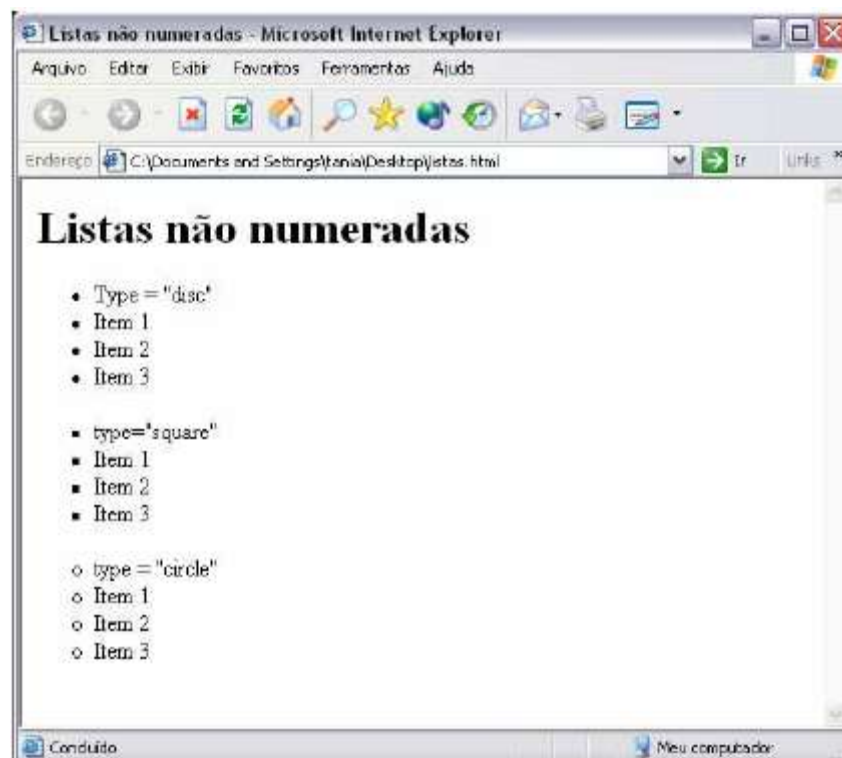 Listas não numeradas - Microsoft Internet Explorer
Arquivo Editar Exibir Favoritos Ferramentas Ajuda
Endereço C:\Documents and Settings\tania\Desktop\listas.html Ir Links »
Listas não numeradas
Type = "disc"
Item 1
Item 2
Item 3
type="square"
Item 1
Item 2
Item 3
type = "circle"
Item 1
Item 2
Item 3
Concluído Meu computador